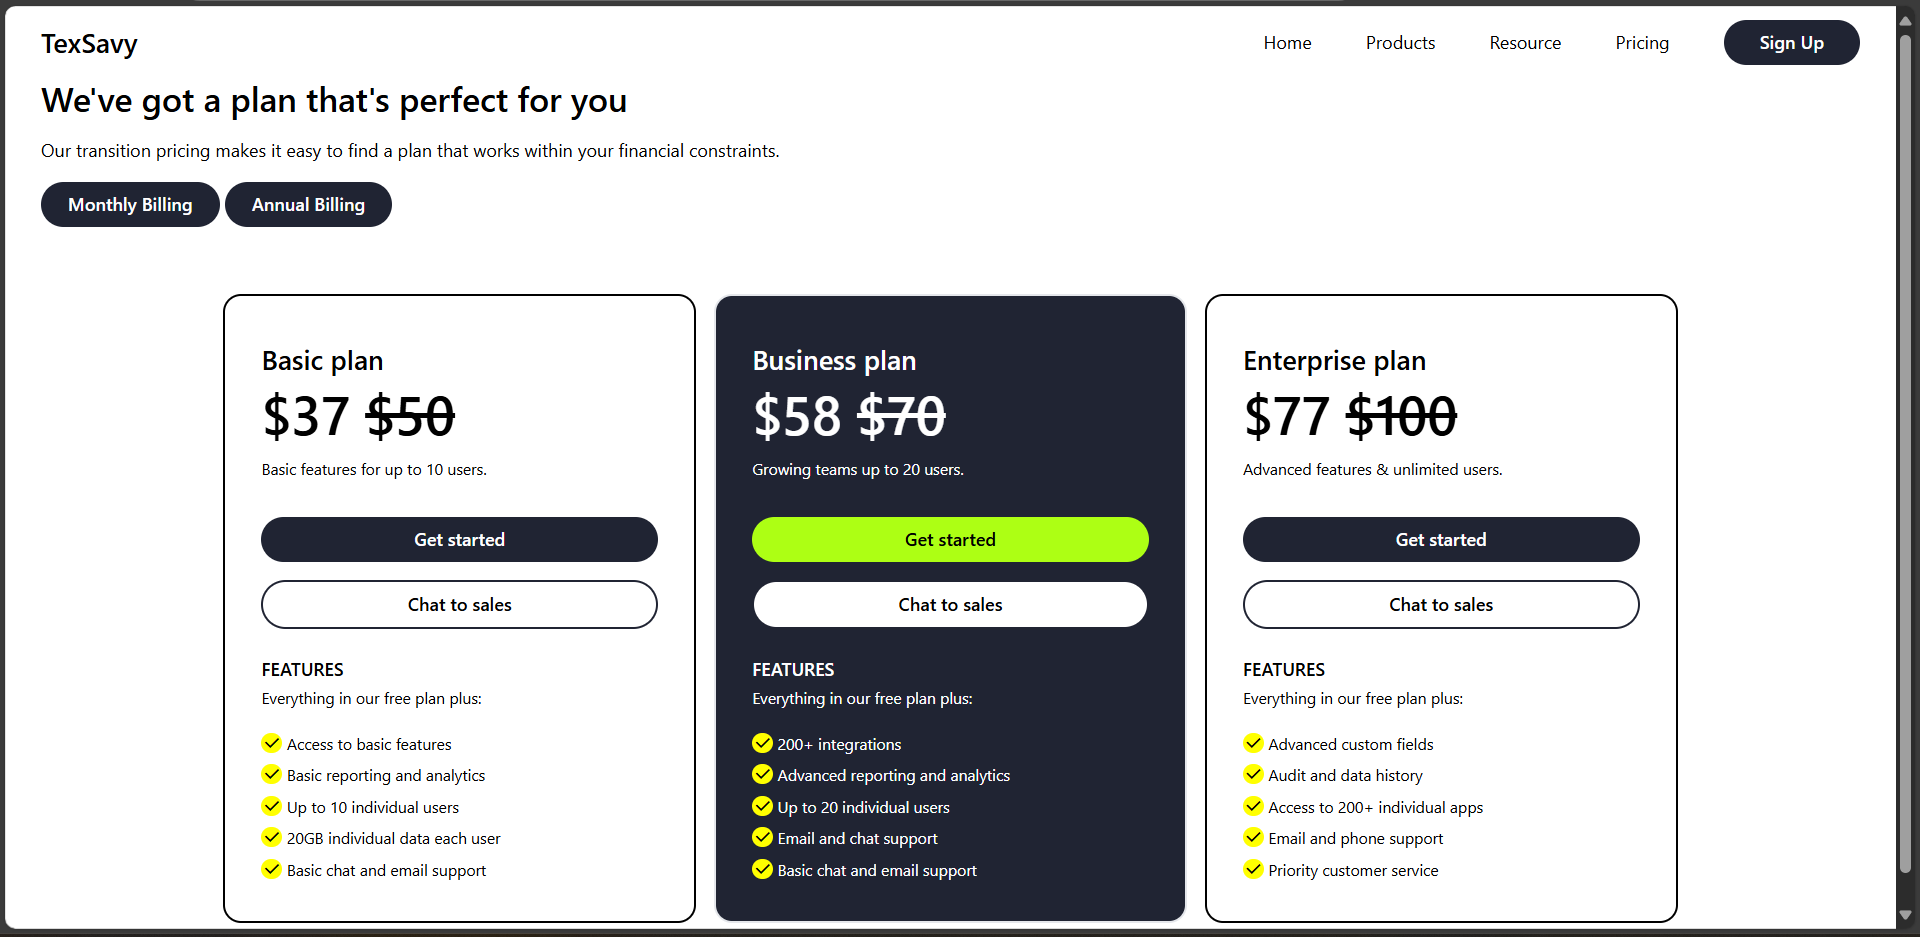 TexSavy
Home
Products
Resource
Pricing
Sign Up
We've got a plan that's perfect for you
Our transition pricing makes it easy to find a plan that works within your financial constraints.
Monthly Billing
Annual Billing
Basic plan
$37 $50
Basic features for up to 10 users.
Get started
Chat to sales
FEATURES
Everything in our free plan plus:
Access to basic features
Basic reporting and analytics
Up to 10 individual users
20GB individual data each user
Basic chat and email support
Business plan
$58 $70
Growing teams up to 20 users.
Get started
Chat to sales
FEATURES
Everything in our free plan plus:
200+ integrations
Advanced reporting and analytics
Up to 20 individual users
Email and chat support
Basic chat and email support
Enterprise plan
$77 $100
Advanced features & unlimited users.
Get started
Chat to sales
FEATURES
Everything in our free plan plus:
Advanced custom fields
Audit and data history
Access to 200+ individual apps
Email and phone support
Priority customer service